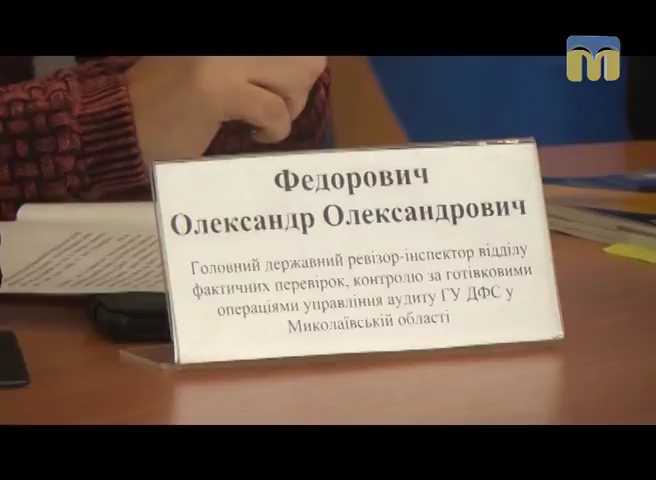 Федорович
Олександр Олександрович
Головний державний ревізор-інспектор відділу
фактичних перевірок, контролю за готівковими
операціями управління аудиту ГУ ДФС у
Миколаївській області